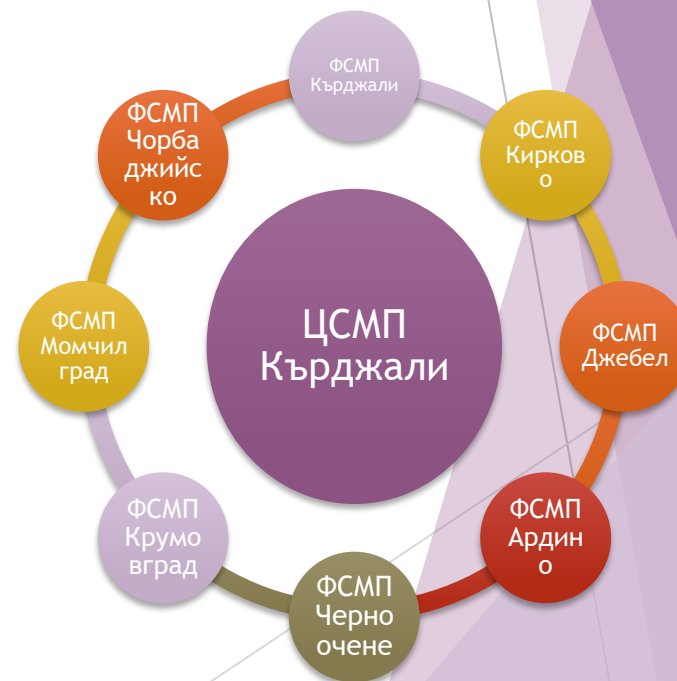 ФСМП
Кърджали
ФСМП
Кирков
о
ФСМП
Джебел
ФСМП
Ардин
о
ФСМП
Черно
очене
ФСМП
Крумо
вград
ФСМП
Момчил
град
ФСМП
Чорба
джийс
ко
ЦСМП
Кърджали